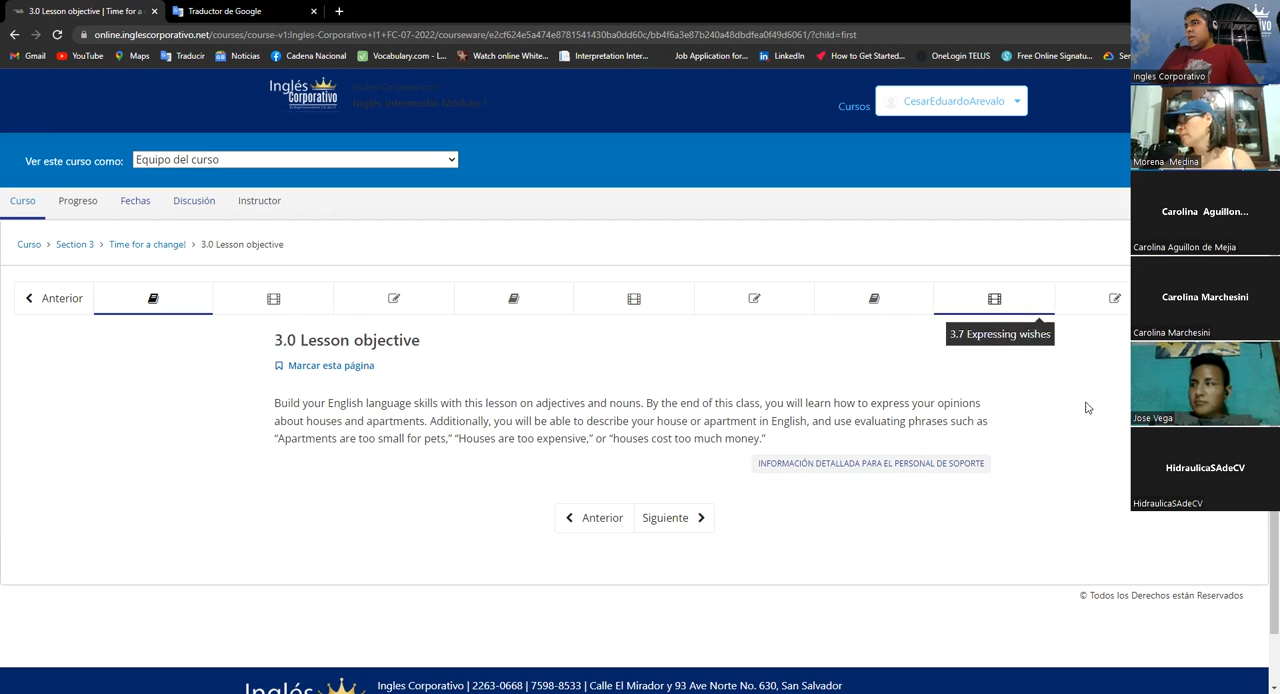 3.0 Lesson objective | Time for a
Traductor de Google
online.inglescorporativo.net/courses/course-v1:Ingles-Corporativo+I1+FC-07-2022/courseware/e2cf624e5a474e8781541430ba0dd60c/bb4f6a3e87b240a48dbdfea0f49d6061/?child=first
Gmail YouTube Maps Traducir Noticias Cadena Nacional Vocabulary.com - L... Watch online White... Interpretation Inter... Job Application for... LinkedIn How to Get Started... OneLogin TELUS Free Online Signatu... Ser
Inglés
Corporativo
Inglés Intermedio Módulo 1
Cursos
CesarEduardoArevalo
Ver este curso como:
Equipo del curso
Curso Progreso Fechas Discusión Instructor
Curso > Section 3 > Time for a change! > 3.0 Lesson objective
Anterior
3.7 Expressing wishes
3.0 Lesson objective
Marcar esta página
Build your English language skills with this lesson on adjectives and nouns. By the end of this class, you will learn how to express your opinions
about houses and apartments. Additionally, you will be able to describe your house or apartment in English, and use evaluating phrases such as
“Apartments are too small for pets,” “Houses are too expensive,” or “houses cost too much money.”
INFORMACIÓN DETALLADA PARA EL PERSONAL DE SOPORTE
Anterior
Siguiente
© Todos los Derechos están Reservados
Inglés
Ingles Corporativo | 2263-0668 | 7598-8533 | Calle El Mirador y 93 Ave Norte No. 630, San Salvador
Ingles Corporativo
Morena Medina
Carolina Aguillon...
Carolina Aguillon de Mejia
Carolina Marchesini
Carolina Marchesini
Jose Vega
HidraulicaSAdeCV
HidraulicaSAdeCV